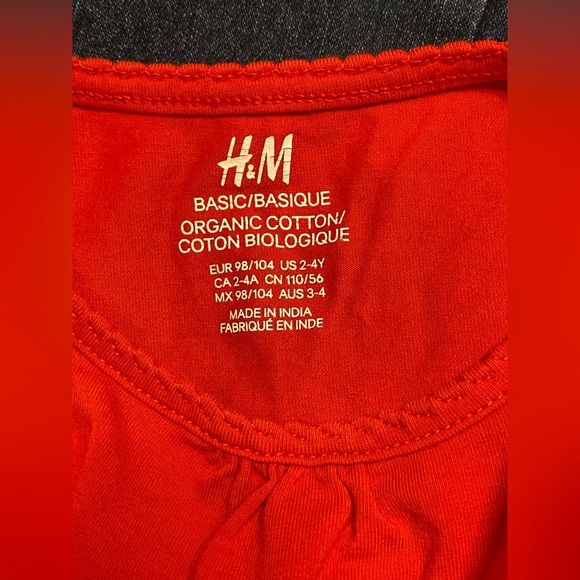 H&M
BASIC/BASIQUE
ORGANIC COTTON/
COTON BIOLOGIQUE
EUR 98/104 US 2-4Y
CA 2-4A CN 110/56
MX 98/104 AUS 3-4
MADE IN INDIA
FABRIQUÉ EN INDE